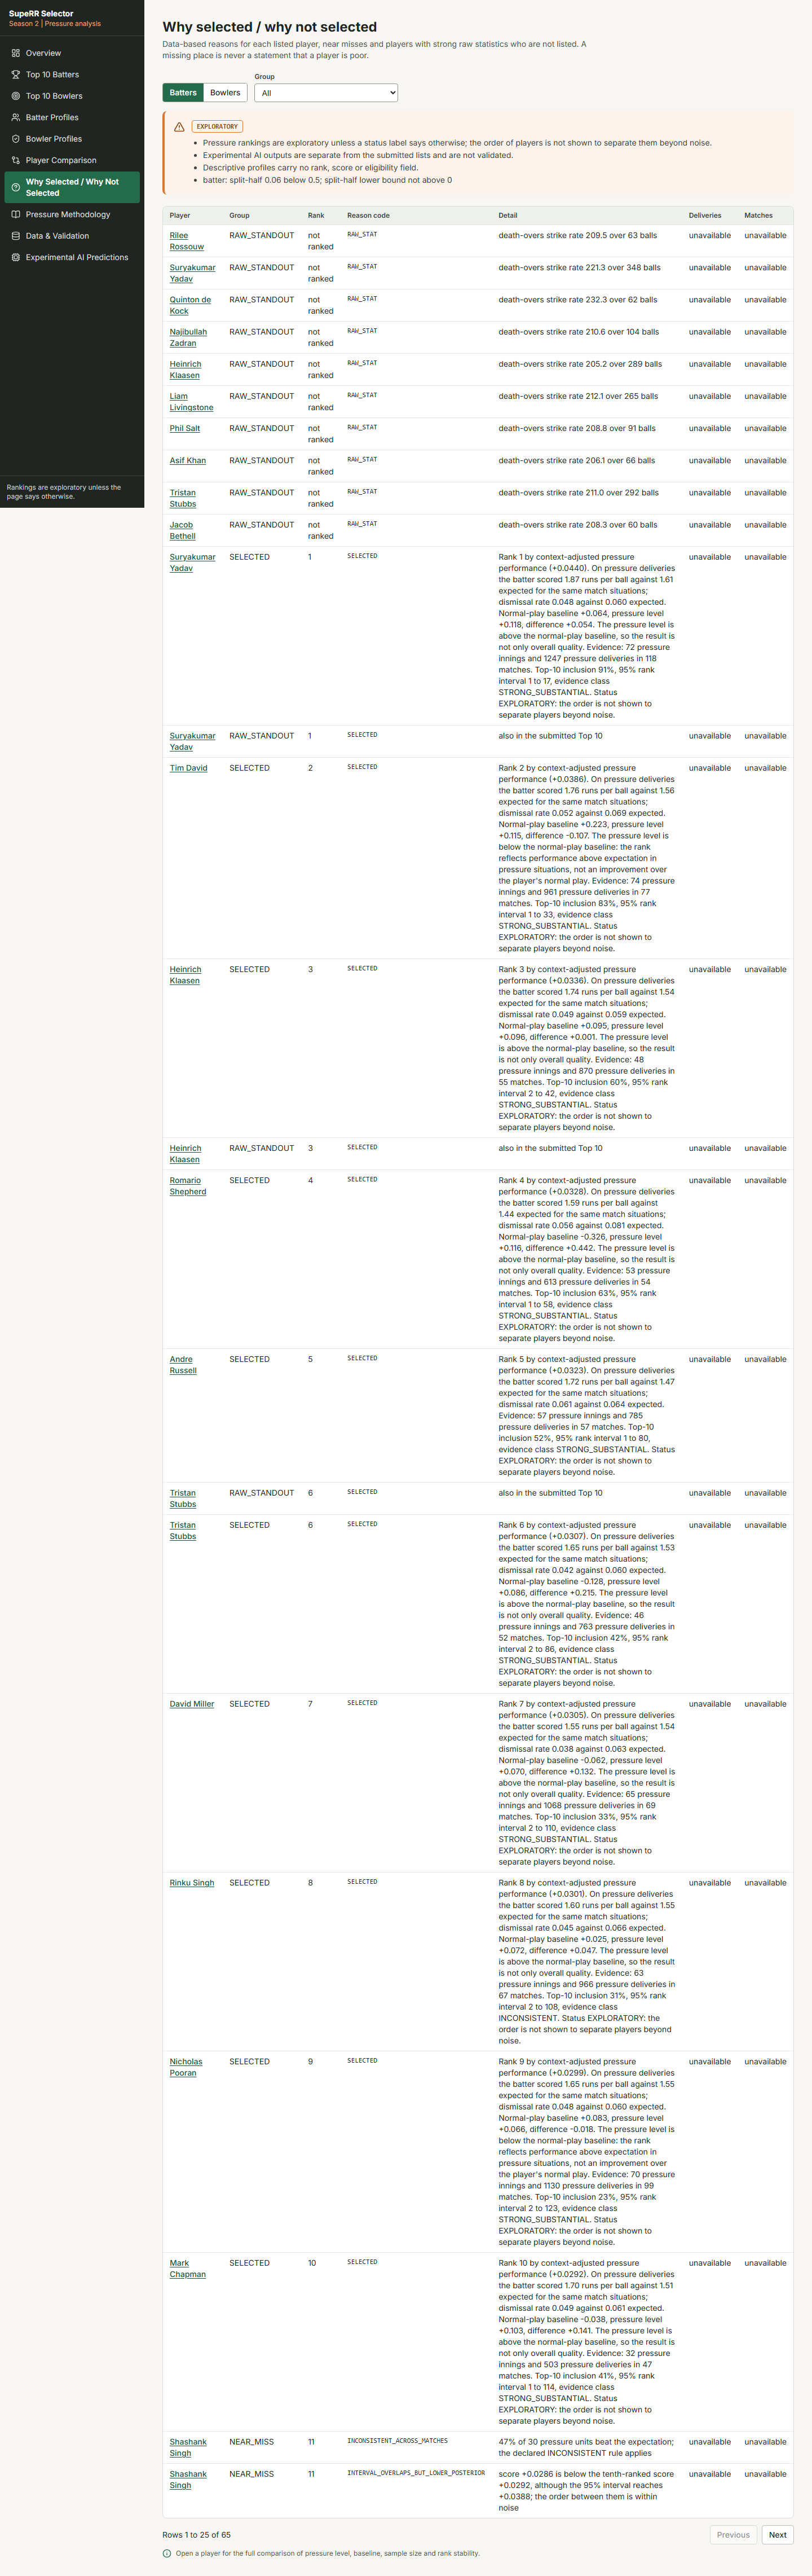 SupeRR Selector
Season 2 | Pressure analysis
Overview
Top 10 Batters
Top 10 Bowlers
Batter Profiles
Bowler Profiles
Player Comparison
Why Selected / Why Not
Selected
Pressure Methodology
Data & Validation
Experimental AI Predictions
Rankings are exploratory unless the
page says otherwise.
Why selected / why not selected
Data-based reasons for each listed player, near misses and players with strong raw statistics who are not listed. A
missing place is never a statement that a player is poor.
Group
Batters Bowlers All
EXPLORATORY
Pressure rankings are exploratory unless a status label says otherwise; the order of players is not shown to separate them beyond noise.
Experimental AI outputs are separate from the submitted lists and are not validated.
Descriptive profiles carry no rank, score or eligibility field.
batter: split-half 0.06 below 0.5; split-half lower bound not above 0
Player Group Rank Reason code Detail Deliveries Matches
Rilee RAW_STANDOUT not RAW_STAT death-overs strike rate 209.5 over 63 balls unavailable unavailable
Rossouw ranked
Suryakumar RAW_STANDOUT not RAW_STAT death-overs strike rate 221.3 over 348 balls unavailable unavailable
Yadav ranked
Quinton de RAW_STANDOUT not RAW_STAT death-overs strike rate 232.3 over 62 balls unavailable unavailable
Kock ranked
Najibullah RAW_STANDOUT not RAW_STAT death-overs strike rate 210.6 over 104 balls unavailable unavailable
Zadran ranked
Heinrich RAW_STANDOUT not RAW_STAT death-overs strike rate 205.2 over 289 balls unavailable unavailable
Klaasen ranked
Liam RAW_STANDOUT not RAW_STAT death-overs strike rate 212.1 over 265 balls unavailable unavailable
Livingstone ranked
Phil Salt RAW_STANDOUT not RAW_STAT death-overs strike rate 208.8 over 91 balls unavailable unavailable
ranked
Asif Khan RAW_STANDOUT not RAW_STAT death-overs strike rate 206.1 over 66 balls unavailable unavailable
ranked
Tristan RAW_STANDOUT not RAW_STAT death-overs strike rate 211.0 over 292 balls unavailable unavailable
Stubbs ranked
Jacob RAW_STANDOUT not RAW_STAT death-overs strike rate 208.3 over 60 balls unavailable unavailable
Bethell ranked
Suryakumar SELECTED 1 SELECTED Rank 1 by context-adjusted pressure unavailable unavailable
Yadav performance (+0.0440). On pressure deliveries
the batter scored 1.87 runs per ball against 1.61
expected for the same match situations;
dismissal rate 0.048 against 0.060 expected.
Normal-play baseline +0.064, pressure level
+0.118, difference +0.054. The pressure level is
above the normal-play baseline, so the result is
not only overall quality. Evidence: 72 pressure
innings and 1247 pressure deliveries in 118
matches. Top-10 inclusion 91%, 95% rank
interval 1 to 17, evidence class
STRONG_SUBSTANTIAL. Status
EXPLORATORY: the order is not shown to
separate players beyond noise.
Suryakumar RAW_STANDOUT 1 SELECTED also in the submitted Top 10 unavailable unavailable
Yadav
Tim David SELECTED 2 SELECTED Rank 2 by context-adjusted pressure unavailable unavailable
performance (+0.0386). On pressure deliveries
the batter scored 1.76 runs per ball against 1.56
expected for the same match situations;
dismissal rate 0.052 against 0.069 expected.
Normal-play baseline +0.223, pressure level
+0.115, difference -0.107. The pressure level is
below the normal-play baseline: the rank
reflects performance above expectation in
pressure situations, not an improvement over
the player's normal play. Evidence: 74 pressure
innings and 961 pressure deliveries in 77
matches. Top-10 inclusion 83%, 95% rank
interval 1 to 33, evidence class
STRONG_SUBSTANTIAL. Status
EXPLORATORY: the order is not shown to
separate players beyond noise.
Heinrich SELECTED 3 SELECTED Rank 3 by context-adjusted pressure unavailable unavailable
Klaasen performance (+0.0336). On pressure deliveries
the batter scored 1.74 runs per ball against 1.54
expected for the same match situations;
dismissal rate 0.049 against 0.059 expected.
Normal-play baseline +0.095, pressure level
+0.096, difference +0.001. The pressure level
is above the normal-play baseline, so the result
is not only overall quality. Evidence: 48
pressure innings and 870 pressure deliveries in
55 matches. Top-10 inclusion 60%, 95% rank
interval 2 to 42, evidence class
STRONG_SUBSTANTIAL. Status
EXPLORATORY: the order is not shown to
separate players beyond noise.
Heinrich RAW_STANDOUT 3 SELECTED also in the submitted Top 10 unavailable unavailable
Klaasen
Romario SELECTED 4 SELECTED Rank 4 by context-adjusted pressure unavailable unavailable
Shepherd performance (+0.0328). On pressure deliveries
the batter scored 1.59 runs per ball against
1.44 expected for the same match situations;
dismissal rate 0.056 against 0.081 expected.
Normal-play baseline -0.326, pressure level
+0.116, difference +0.442. The pressure level is
above the normal-play baseline, so the result is
not only overall quality. Evidence: 53 pressure
innings and 613 pressure deliveries in 54
matches. Top-10 inclusion 63%, 95% rank
interval 1 to 58, evidence class
STRONG_SUBSTANTIAL. Status
EXPLORATORY: the order is not shown to
separate players beyond noise.
Andre SELECTED 5 SELECTED Rank 5 by context-adjusted pressure unavailable unavailable
Russell performance (+0.0323). On pressure deliveries
the batter scored 1.72 runs per ball against 1.47
expected for the same match situations;
dismissal rate 0.061 against 0.064 expected.
Evidence: 57 pressure innings and 785
pressure deliveries in 57 matches. Top-10
inclusion 52%, 95% rank interval 1 to 80,
evidence class STRONG_SUBSTANTIAL. Status
EXPLORATORY: the order is not shown to
separate players beyond noise.
Tristan RAW_STANDOUT 6 SELECTED also in the submitted Top 10 unavailable unavailable
Stubbs
Tristan SELECTED 6 SELECTED Rank 6 by context-adjusted pressure unavailable unavailable
Stubbs performance (+0.0307). On pressure deliveries
the batter scored 1.65 runs per ball against 1.53
expected for the same match situations;
dismissal rate 0.042 against 0.060 expected.
Normal-play baseline -0.128, pressure level
+0.086, difference +0.215. The pressure level
is above the normal-play baseline, so the result
is not only overall quality. Evidence: 46
pressure innings and 763 pressure deliveries in
52 matches. Top-10 inclusion 42%, 95% rank
interval 2 to 86, evidence class
STRONG_SUBSTANTIAL. Status
EXPLORATORY: the order is not shown to
separate players beyond noise.
David Miller SELECTED 7 SELECTED Rank 7 by context-adjusted pressure unavailable unavailable
performance (+0.0305). On pressure deliveries
the batter scored 1.55 runs per ball against 1.54
expected for the same match situations;
dismissal rate 0.038 against 0.063 expected.
Normal-play baseline -0.062, pressure level
+0.070, difference +0.132. The pressure level is
above the normal-play baseline, so the result is
not only overall quality. Evidence: 65 pressure
innings and 1068 pressure deliveries in 69
matches. Top-10 inclusion 33%, 95% rank
interval 2 to 110, evidence class
STRONG_SUBSTANTIAL. Status
EXPLORATORY: the order is not shown to
separate players beyond noise.
Rinku Singh SELECTED 8 SELECTED Rank 8 by context-adjusted pressure unavailable unavailable
performance (+0.0301). On pressure deliveries
the batter scored 1.60 runs per ball against 1.55
expected for the same match situations;
dismissal rate 0.045 against 0.066 expected.
Normal-play baseline +0.025, pressure level
+0.072, difference +0.047. The pressure level
is above the normal-play baseline, so the result
is not only overall quality. Evidence: 63
pressure innings and 966 pressure deliveries in
67 matches. Top-10 inclusion 31%, 95% rank
interval 2 to 108, evidence class
INCONSISTENT. Status EXPLORATORY: the
order is not shown to separate players beyond
noise.
Nicholas SELECTED 9 SELECTED Rank 9 by context-adjusted pressure unavailable unavailable
Pooran performance (+0.0299). On pressure deliveries
the batter scored 1.65 runs per ball against 1.55
expected for the same match situations;
dismissal rate 0.048 against 0.060 expected.
Normal-play baseline +0.083, pressure level
+0.066, difference -0.018. The pressure level is
below the normal-play baseline: the rank
reflects performance above expectation in
pressure situations, not an improvement over
the player's normal play. Evidence: 70 pressure
innings and 1130 pressure deliveries in 99
matches. Top-10 inclusion 23%, 95% rank
interval 2 to 123, evidence class
STRONG_SUBSTANTIAL. Status
EXPLORATORY: the order is not shown to
separate players beyond noise.
Mark SELECTED 10 SELECTED Rank 10 by context-adjusted pressure unavailable unavailable
Chapman performance (+0.0292). On pressure deliveries
the batter scored 1.70 runs per ball against 1.51
expected for the same match situations;
dismissal rate 0.049 against 0.061 expected.
Normal-play baseline -0.038, pressure level
+0.103, difference +0.141. The pressure level is
above the normal-play baseline, so the result is
not only overall quality. Evidence: 32 pressure
innings and 503 pressure deliveries in 47
matches. Top-10 inclusion 41%, 95% rank
interval 1 to 114, evidence class
STRONG_SUBSTANTIAL. Status
EXPLORATORY: the order is not shown to
separate players beyond noise.
Shashank NEAR_MISS 11 INCONSISTENT_ACROSS_MATCHES 47% of 30 pressure units beat the expectation; unavailable unavailable
Singh the declared INCONSISTENT rule applies
Shashank NEAR_MISS 11 INTERVAL_OVERLAPS_BUT_LOWER_POSTERIOR score +0.0286 is below the tenth-ranked score unavailable unavailable
Singh +0.0292, although the 95% interval reaches
+0.0388; the order between them is within
noise
Rows 1 to 25 of 65 Previous Next
Open a player for the full comparison of pressure level, baseline, sample size and rank stability.